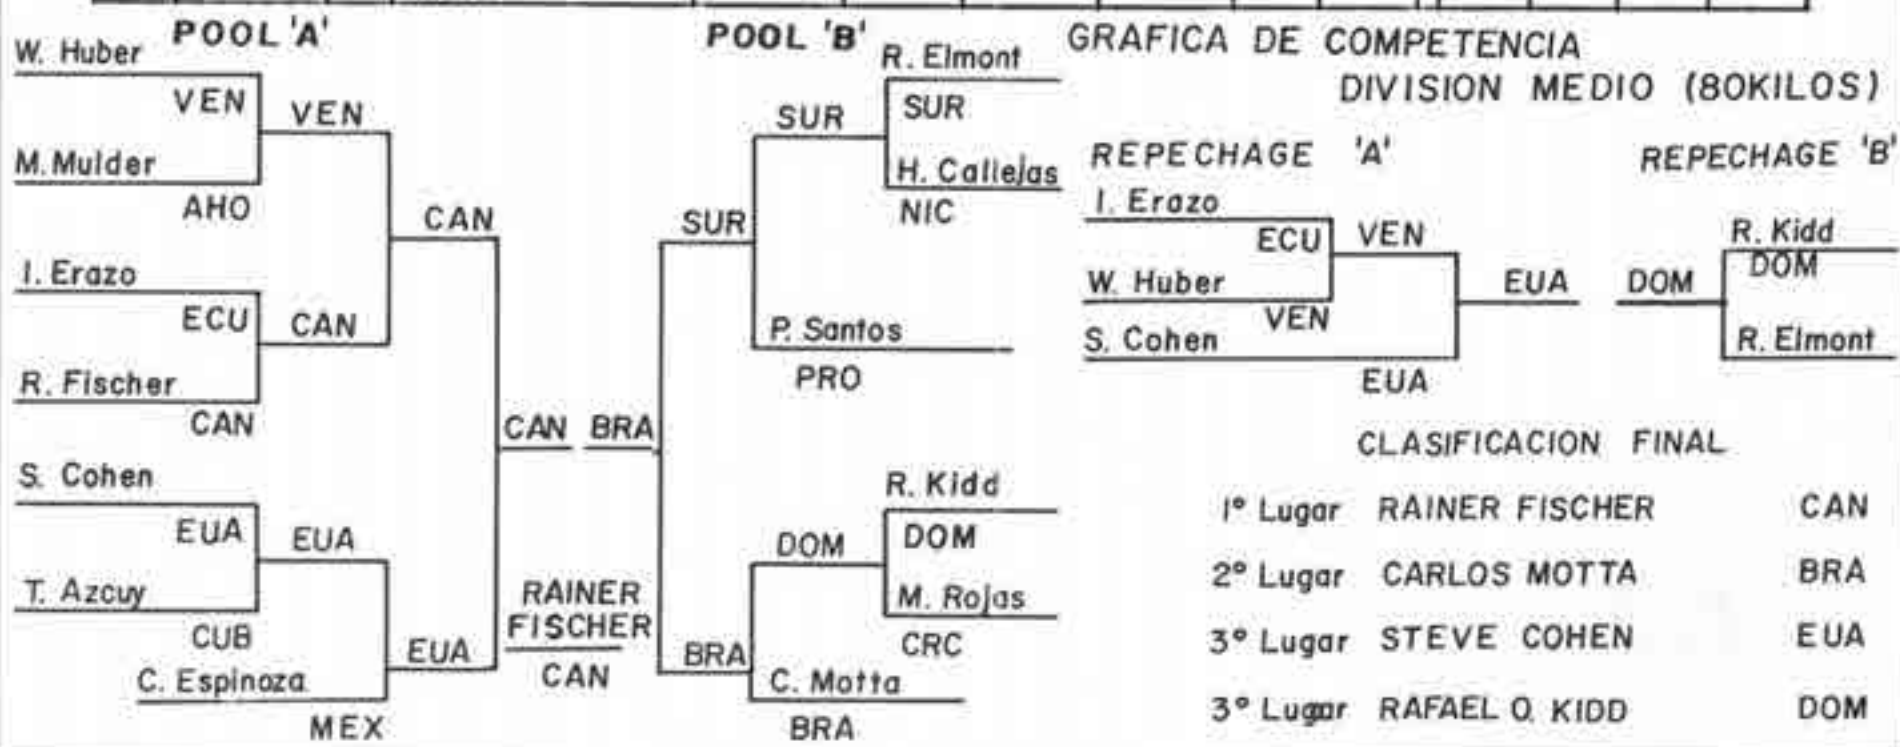 POOL 'A'
W. Huber
VEN
VEN
M. Mulder
AHO
CAN
I. Erazo
ECU
CAN
R. Fischer
CAN
CAN
S. Cohen
EUA
EUA
T. Azcuy
CUB
EUA
C. Espinoza
MEX
RAINER
FISCHER
CAN
POOL 'B'
R. Elmont
SUR
SUR
H. Callejas
NIC
SUR
P. Santos
PRO
BRA
R. Kidd
DOM
DOM
M. Rojas
CRC
BRA
C. Motta
BRA
GRAFICA DE COMPETENCIA
DIVISION MEDIO (80KILOS)
REPECHAGE 'A'
I. Erazo
ECU
VEN
W. Huber
VEN
EUA
S. Cohen
EUA
REPECHAGE 'B'
R. Kidd
DOM
DOM
R. Elmont
CLASIFICACION FINAL
1° Lugar RAINER FISCHER CAN
2° Lugar CARLOS MOTTA BRA
3° Lugar STEVE COHEN EUA
3° Lugar RAFAEL O. KIDD DOM